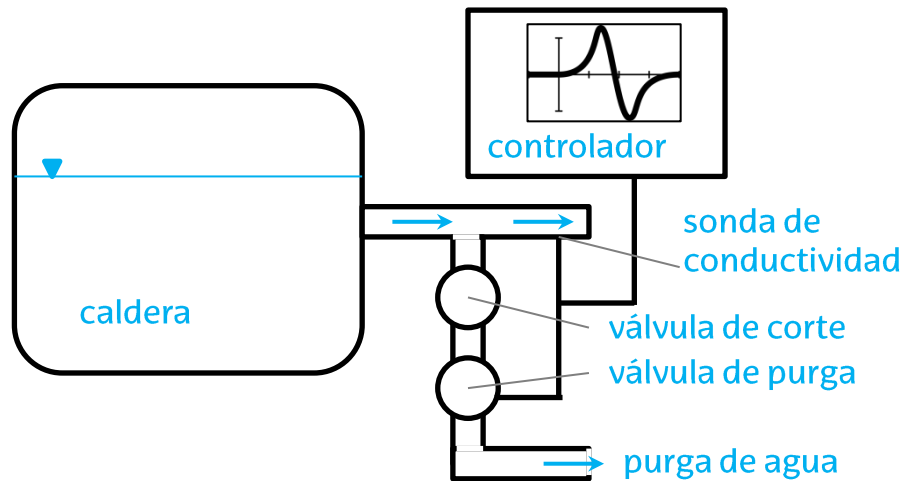 controlador
sonda de
conductividad
caldera
válvula de corte
válvula de purga
purga de agua